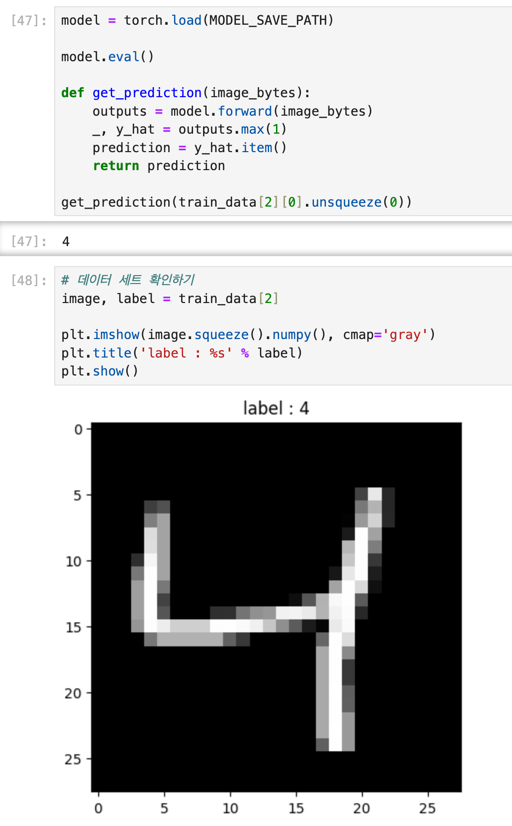 [47]: model = torch.load(MODEL_SAVE_PATH)
model.eval()
def get_prediction(image_bytes):
outputs = model.forward(image_bytes)
_, y_hat = outputs.max(1)
prediction = y_hat.item()
return prediction
get_prediction(train_data[2][0].unsqueeze(0))
[47]: 4
[48]: # 데이터 세트 확인하기
image, label = train_data[2]
plt.imshow(image.squeeze().numpy(), cmap='gray')
plt.title('label : %s' % label)
plt.show()
label : 4
0
5
10
15
20
25
0 5 10 15 20 25